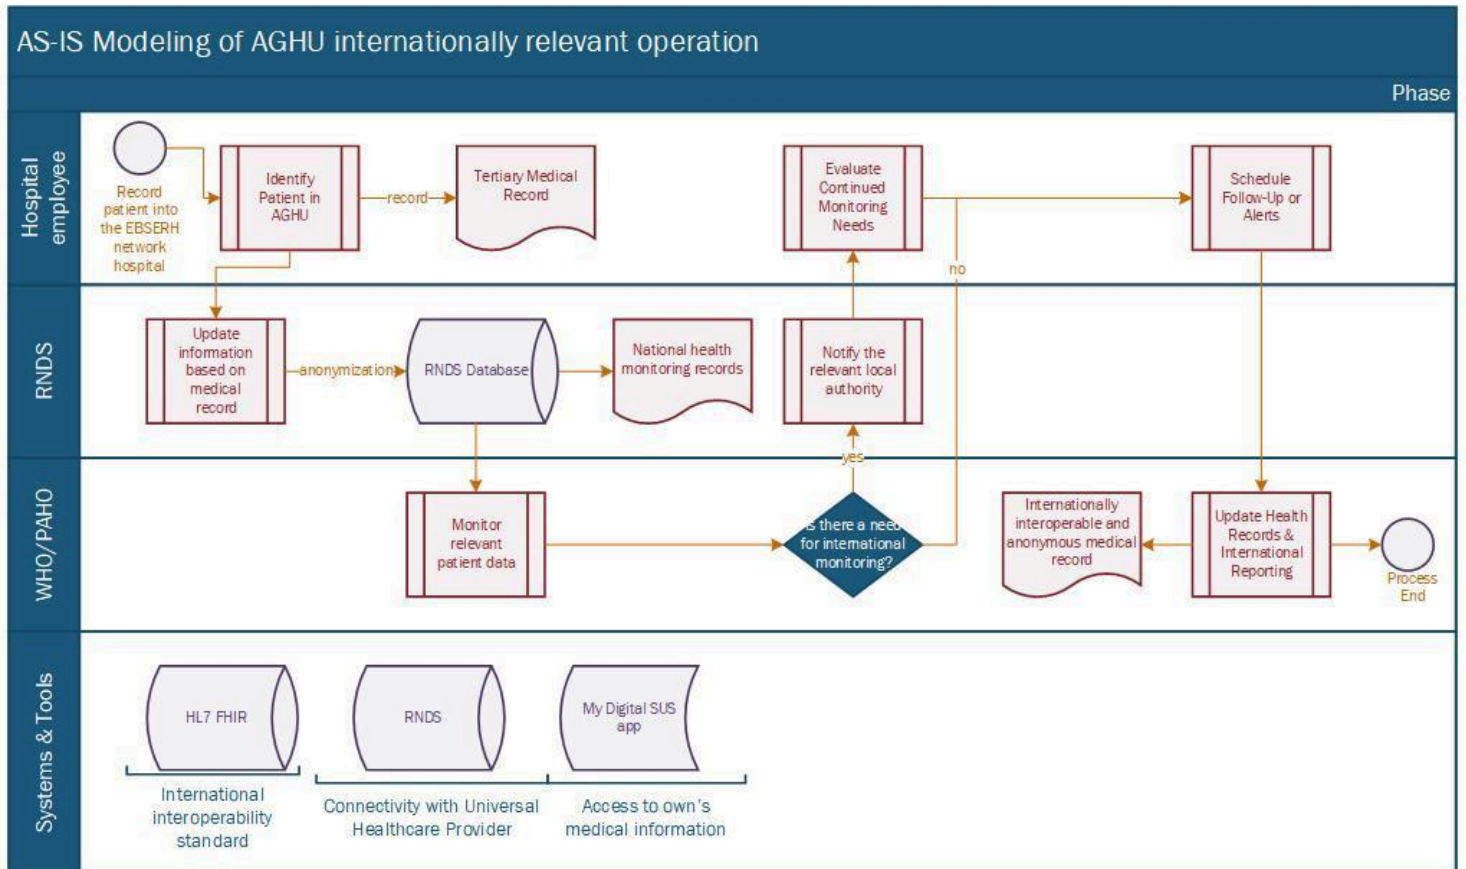 AS-IS Modeling of AGHU internationally relevant operation
Phase
Hospital
employee
Record
patient into
the EBSERH
network
hospital
Identify
Patient in
AGHU
record
Tertiary Medical
Record
Evaluate
Continued
Monitoring
Needs
no
Schedule
Follow-Up or
Alerts
RNDS
Update
information
based on
medical
record
anonymization
RNDS Database
National health
monitoring records
Notify the
relevant local
authority
yes
WHO/PAHO
Monitor
relevant
patient data
s there a need
for international
monitoring?
Internationally
interoperable and
anonymous medical
record
Update Health
Records &
International
Reporting
Process
End
Systems & Tools
HL7 FHIR
International
interoperability
standard
RNDS
Connectivity with Universal
Healthcare Provider
My Digital SUS
app
Access to own's
medical information